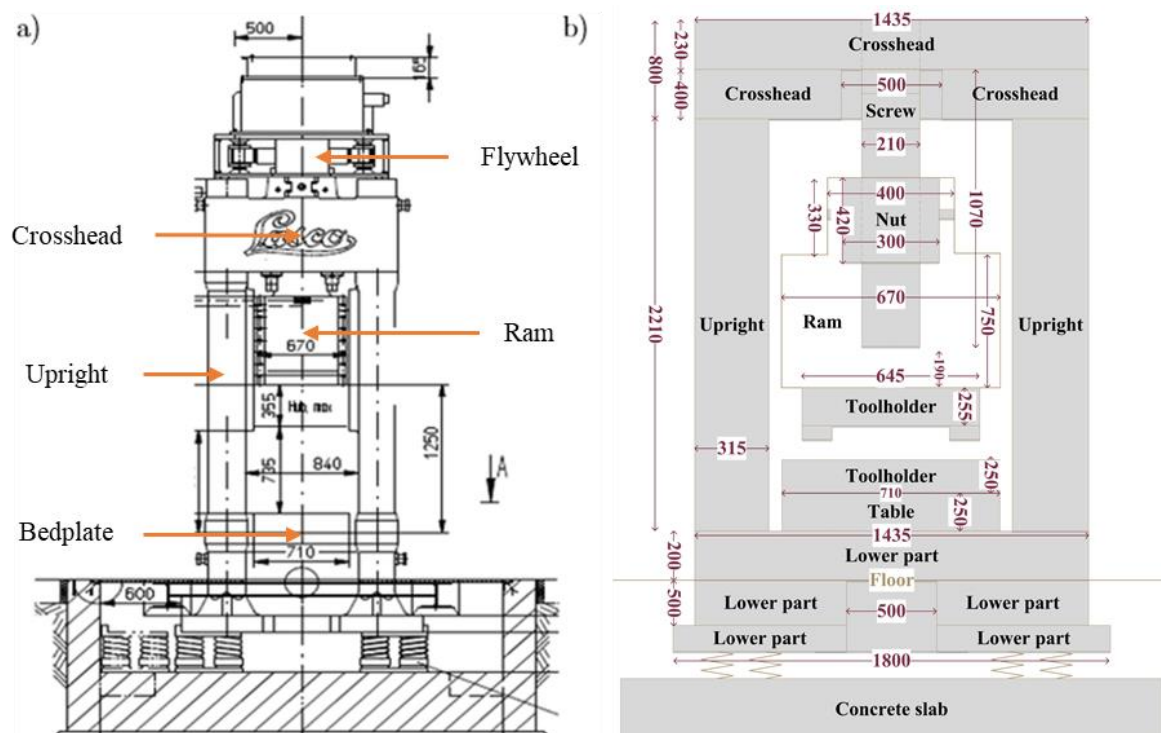 a)
500
165
Flywheel
Crosshead
Lasco
Ram
670
Upright
355
Hub, max
1250
735
840
A
Bedplate
710
600
b)
1435
230
800
400
Crosshead
Crosshead
500
Crosshead
Screw
210
400
330
420
Nut
300
1070
670
2210
Upright
Ram
750
Upright
190
645
Toolholder
255
315
Toolholder
250
710
Table
250
1435
200
Lower part
Floor
500
Lower part
500
Lower part
Lower part
Lower part
1800
Concrete slab